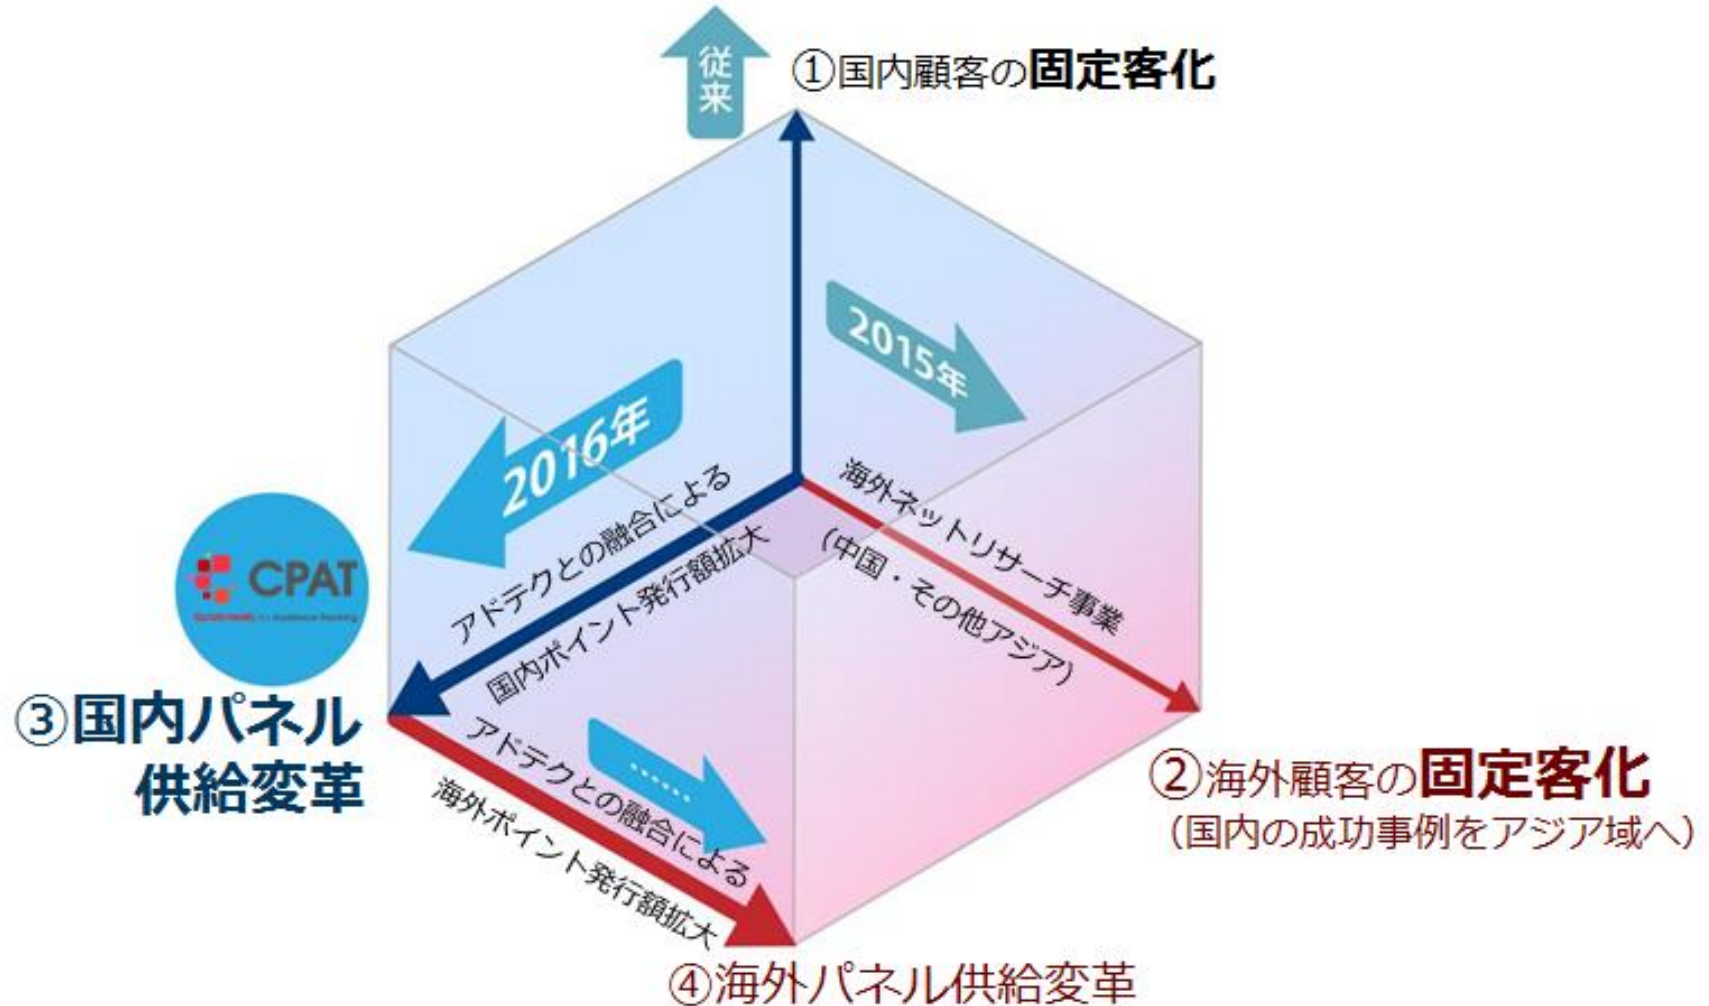 従来
①国内顧客の固定客化
2015年
2016年
海外ネットリサーチ事業
(中国・その他アジア)
アドテクとの融合による
国内ポイント発行額拡大
CPAT
③国内パネル
供給変革
②海外顧客の固定客化
（国内の成功事例をアジア域へ）
……
アドテクとの融合による
海外ポイント発行額拡大
④海外パネル供給変革